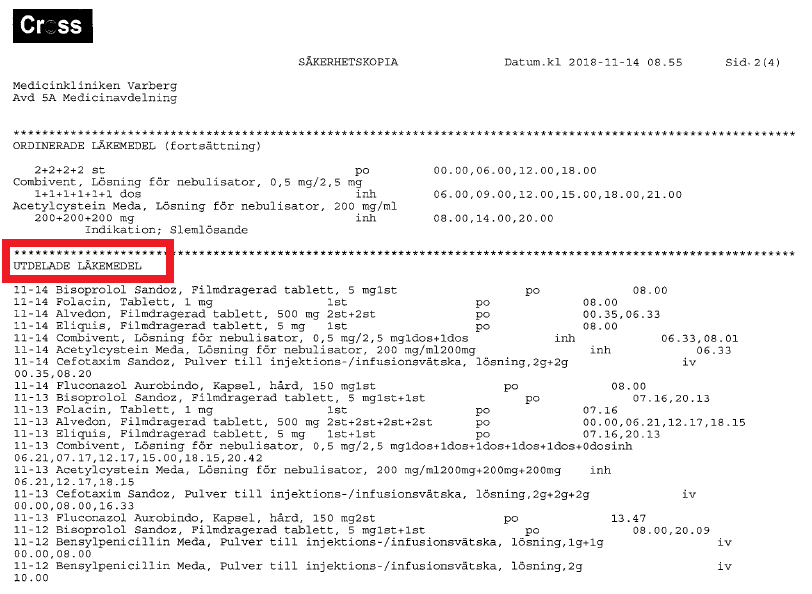 Cross
SÄKERHETSKOPIA Datum.kl 2018-11-14 08.55 Sid 2(4)
Medicinkliniken Varberg
Avd 5A Medicinavdelning
****************************************************************************************************************
ORDINERADE LÄKEMEDEL (fortsättning)
2+2+2+2 st po 00.00,06.00,12.00,18.00
Combivent, Lösning för nebulisator, 0,5 mg/2,5 mg
1+1+1+1+1+1 dos inh 06.00,09.00,12.00,15.00,18.00,21.00
Acetylcystein Meda, Lösning för nebulisator, 200 mg/ml
200+200+200 mg inh 08.00,14.00,20.00
Indikation; Slemlösande
****************************************************************************************************************
UTDELADE LÄKEMEDEL
11-14 Bisoprolol Sandoz, Filmdragerad tablett, 5 mg1st po 08.00
11-14 Folacin, Tablett, 1 mg 1st po 08.00
11-14 Alvedon, Filmdragerad tablett, 500 mg 2st+2st po 00.35,06.33
11-14 Eliquis, Filmdragerad tablett, 5 mg 1st po 08.00
11-14 Combivent, Lösning för nebulisator, 0,5 mg/2,5 mg1dos+1dos inh 06.33,08.01
11-14 Acetylcystein Meda, Lösning för nebulisator, 200 mg/ml200mg inh 06.33
11-14 Cefotaxim Sandoz, Pulver till injektions-/infusionsvätska, lösning,2g+2g iv
00.35,08.20
11-14 Fluconazol Aurobindo, Kapsel, hård, 150 mg1st po 08.00
11-13 Bisoprolol Sandoz, Filmdragerad tablett, 5 mg1st+1st po 07.16,20.13
11-13 Folacin, Tablett, 1 mg 1st po 07.16
11-13 Alvedon, Filmdragerad tablett, 500 mg 2st+2st+2st+2st po 00.00,06.21,12.17,18.15
11-13 Eliquis, Filmdragerad tablett, 5 mg 1st+1st po 07.16,20.13
11-13 Combivent, Lösning för nebulisator, 0,5 mg/2,5 mg1dos+1dos+1dos+1dos+1dos+0dosinh
06.21,07.17,12.17,15.00,18.15,20.42
11-13 Acetylcystein Meda, Lösning för nebulisator, 200 mg/ml200mg+200mg+200mg inh
06.21,12.17,18.15
11-13 Cefotaxim Sandoz, Pulver till injektions-/infusionsvätska, lösning,2g+2g+2g iv
00.00,08.00,16.33
11-13 Fluconazol Aurobindo, Kapsel, hård, 150 mg2st po 13.47
11-12 Bisoprolol Sandoz, Filmdragerad tablett, 5 mg1st+1st po 08.00,20.09
11-12 Bensylpenicillin Meda, Pulver till injektions-/infusionsvätska, lösning,1g+1g iv
00.00,08.00
11-12 Bensylpenicillin Meda, Pulver till injektions-/infusionsvätska, lösning,2g iv
10.00